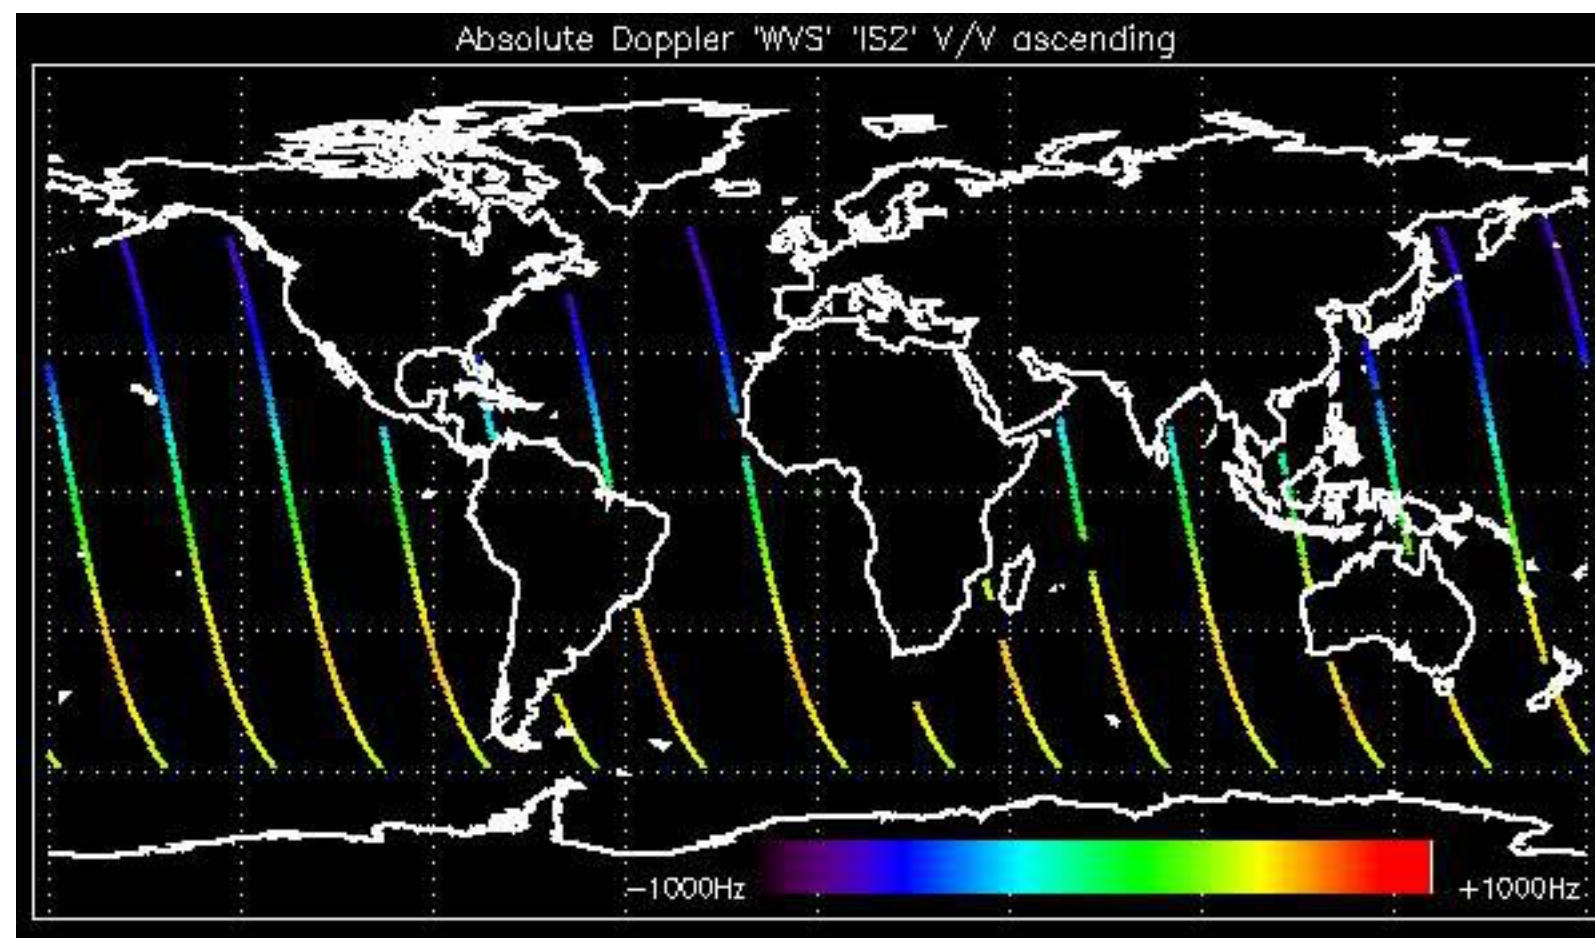 Absolute Doppler 'WVS' 'IS2' V/V ascending
−1000Hz
+1000Hz